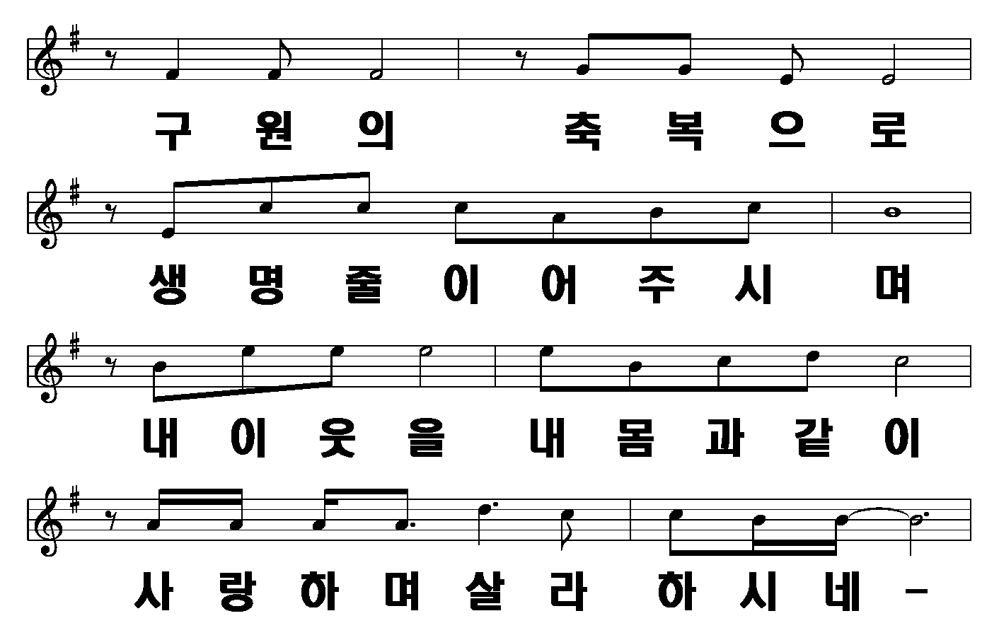 구 원 의 축 복 으 로
생 명 줄 이 어 주 시 며
내 이 웃 을 내 몸 과 같 이
사 랑 하 며 살 라 하 시 네 -